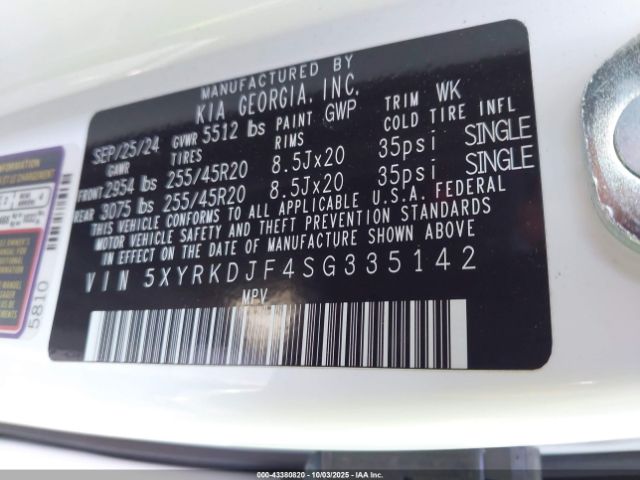 MANUFACTURED BY
KIA GEORGIA, INC.
SEP/25/24 GVWR 5512 lbs PAINT GWP TRIM WK
GAWR TIRES RIMS COLD TIRE INFL
FRONT 2954 lbs 255/45R20 8.5Jx20 35psi SINGLE
REAR 3075 lbs 255/45R20 8.5Jx20 35psi SINGLE
THIS VEHICLE CONFORMS TO ALL APPLICABLE U.S.A. FEDERAL
MOTOR VEHICLE SAFETY AND THEFT PREVENTION STANDARDS
IN EFFECT ON THE DATE OF MANUFACTURE SHOWN ABOVE
VIN 5XYRKDJF4SG335142
MPV
5810
000-43380820 - 10/03/2025 - IAA Inc.